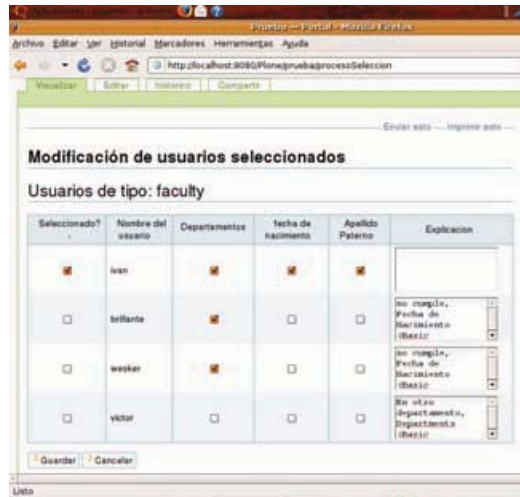 Prueba — Portal - Mozilla Firefox
Archivo Editar Ver Historial Marcadores Herramientas Ayuda
http://localhost:8080/Plone/prueba/processSeleccion
Visualizar Editar historico Compartir
Enviar esto — Imprimir esto —
Modificación de usuarios seleccionados
Usuarios de tipo: faculty
Seleccionado? Nombre del usuario Departamentos fecha de nacimiento Apellido Paterno Explicacion
ivan
brillante
no cumple,
Fecha de
Nacimiento
(Basic
wesker
no cumple,
Fecha de
Nacimiento
(Basic
victor
En otro
departamento,
Departments
(Basic
Guardar Cancelar
Listo